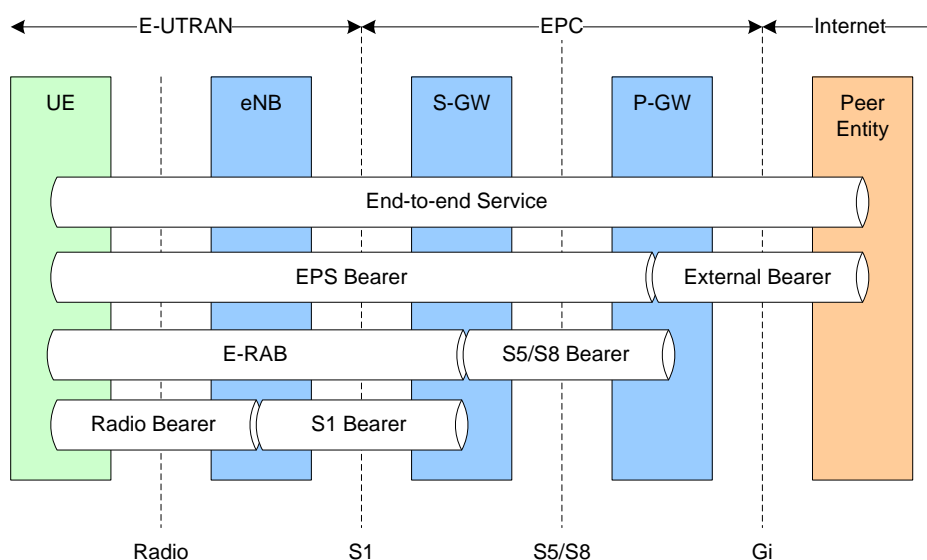 E-UTRAN EPC Internet
UE eNB S-GW P-GW Peer
Entity
End-to-end Service
EPS Bearer External Bearer
E-RAB S5/S8 Bearer
Radio Bearer S1 Bearer
Radio S1 S5/S8 Gi